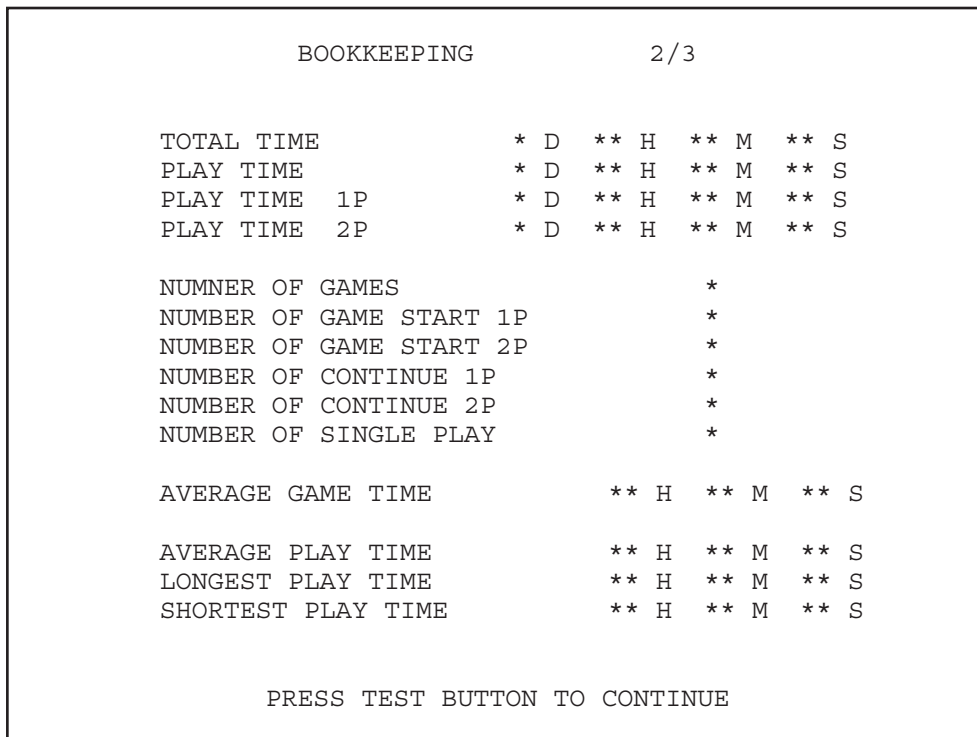 BOOKKEEPING 2/3
TOTAL TIME * D ** H ** M ** S
PLAY TIME * D ** H ** M ** S
PLAY TIME 1P * D ** H ** M ** S
PLAY TIME 2P * D ** H ** M ** S
NUMNER OF GAMES *
NUMBER OF GAME START 1P *
NUMBER OF GAME START 2P *
NUMBER OF CONTINUE 1P *
NUMBER OF CONTINUE 2P *
NUMBER OF SINGLE PLAY *
AVERAGE GAME TIME ** H ** M ** S
AVERAGE PLAY TIME ** H ** M ** S
LONGEST PLAY TIME ** H ** M ** S
SHORTEST PLAY TIME ** H ** M ** S
PRESS TEST BUTTON TO CONTINUE